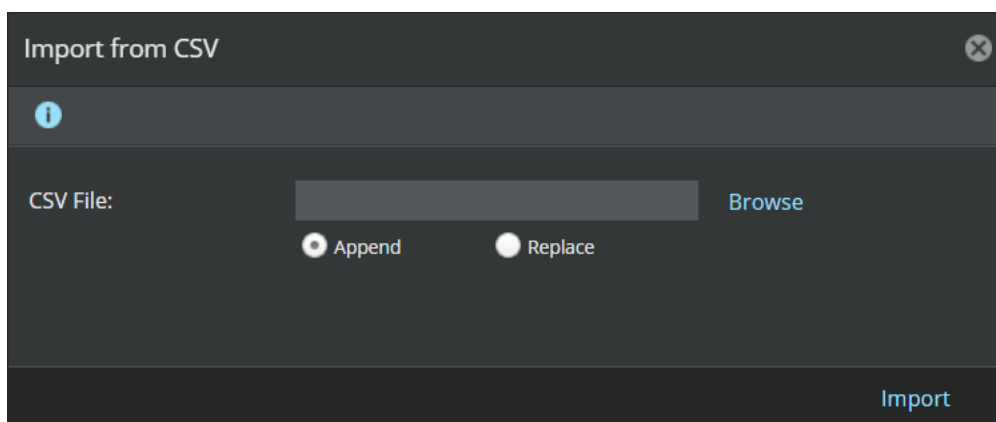 Import from CSV
CSV File:
Browse
Append
Replace
Import